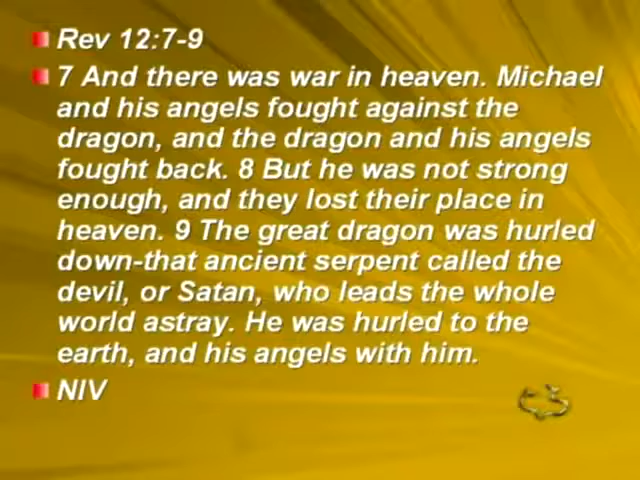 Rev 12:7-9
7 And there was war in heaven. Michael
and his angels fought against the
dragon, and the dragon and his angels
fought back. 8 But he was not strong
enough, and they lost their place in
heaven. 9 The great dragon was hurled
down-that ancient serpent called the
devil, or Satan, who leads the whole
world astray. He was hurled to the
earth, and his angels with him.
NIV